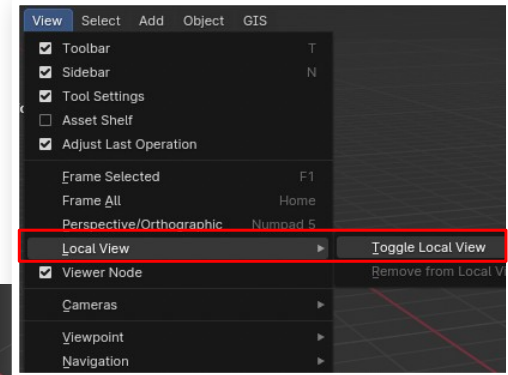 View Select Add Object GIS
Toolbar T
Sidebar N
Tool Settings
Asset Shelf
Adjust Last Operation
Frame Selected F1
Frame All Home
Perspective/Orthographic Numpad 5
Local View Toggle Local View
Viewer Node Remove from Local Vi
Cameras
Viewpoint
Navigation